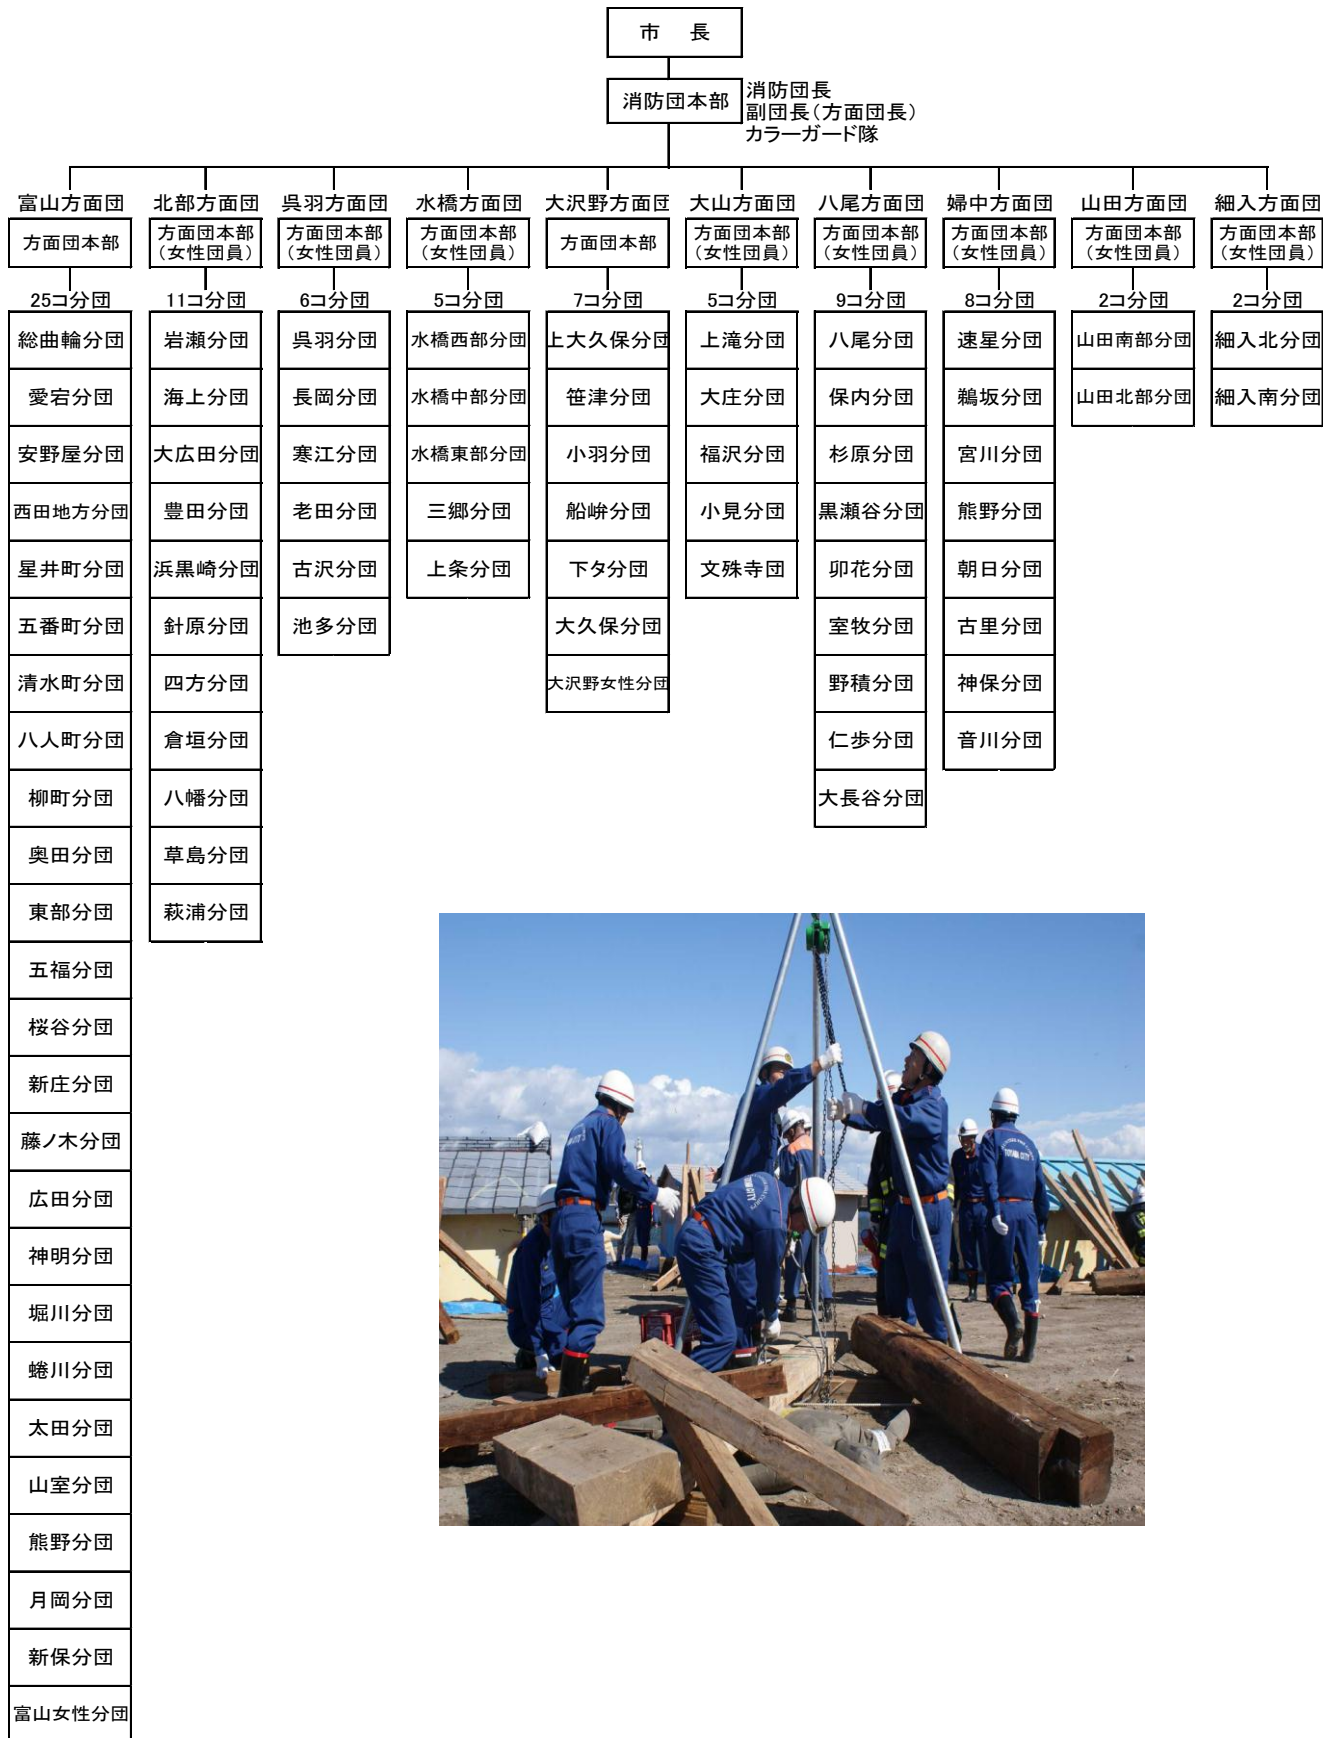 市 長
消防団本部
消防団長
副団長(方面団長)
カラーガード隊
富山方面団
方面団本部
25コ分団
総曲輪分団
愛宕分団
安野屋分団
西田地方分団
星井町分団
五番町分団
清水町分団
八人町分団
柳町分団
奥田分団
東部分団
五福分団
桜谷分団
新庄分団
藤ノ木分団
広田分団
神明分団
堀川分団
蜷川分団
太田分団
山室分団
熊野分団
月岡分団
新保分団
富山女性分団
北部方面団
方面団本部
(女性団員)
11コ分団
岩瀬分団
海上分団
大広田分団
豊田分団
浜黒崎分団
針原分団
四方分団
倉垣分団
八幡分団
草島分団
萩浦分団
呉羽方面団
方面団本部
(女性団員)
6コ分団
呉羽分団
長岡分団
寒江分団
老田分団
古沢分団
池多分団
水橋方面団
方面団本部
(女性団員)
5コ分団
水橋西部分団
水橋中部分団
水橋東部分団
三郷分団
上条分団
大沢野方面団
方面団本部
7コ分団
上大久保分団
笹津分団
小羽分団
船峅分団
下タ分団
大久保分団
大沢野女性分団
大山方面団
方面団本部
(女性団員)
5コ分団
上滝分団
大庄分団
福沢分団
小見分団
文殊寺団
八尾方面団
方面団本部
(女性団員)
9コ分団
八尾分団
保内分団
杉原分団
黒瀬谷分団
卯花分団
室牧分団
野積分団
仁歩分団
大長谷分団
婦中方面団
方面団本部
(女性団員)
8コ分団
速星分団
鵜坂分団
宮川分団
熊野分団
朝日分団
古里分団
神保分団
音川分団
山田方面団
方面団本部
(女性団員)
2コ分団
山田南部分団
山田北部分団
細入方面団
方面団本部
(女性団員)
2コ分団
細入北分団
細入南分団
TOYAMA CITY